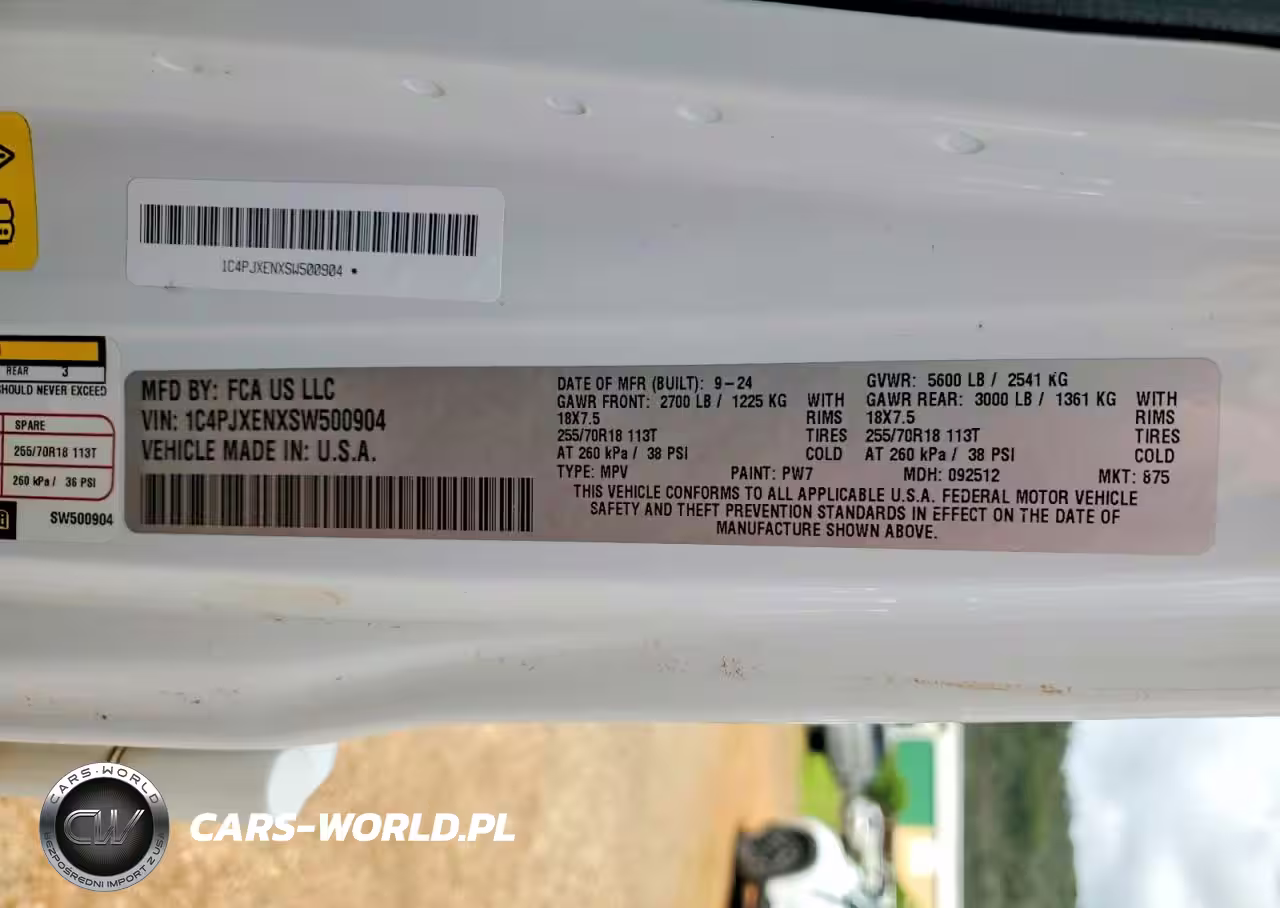 1C4PJXENXSW500904
REAR 3
SHOULD NEVER EXCEED
SPARE
255/70R18 113T
260 kPa / 36 PSI
SW500904
MFD BY: FCA US LLC
VIN: 1C4PJXENXSW500904
VEHICLE MADE IN: U.S.A.
DATE OF MFR (BUILT): 9-24
GAWR FRONT: 2700 LB / 1225 KG WITH
18X7.5 RIMS
255/70R18 113T TIRES
AT 260 kPa / 38 PSI COLD
GVWR: 5600 LB / 2541 KG
GAWR REAR: 3000 LB / 1361 KG WITH
18X7.5 RIMS
255/70R18 113T TIRES
AT 260 kPa / 38 PSI COLD
TYPE: MPV PAINT: PW7 MDH: 092512 MKT: 875
THIS VEHICLE CONFORMS TO ALL APPLICABLE U.S.A. FEDERAL MOTOR VEHICLE
SAFETY AND THEFT PREVENTION STANDARDS IN EFFECT ON THE DATE OF
MANUFACTURE SHOWN ABOVE.
CARS-WORLD
CW
BEZPOŚREDNI IMPORT Z USA
CARS-WORLD.PL